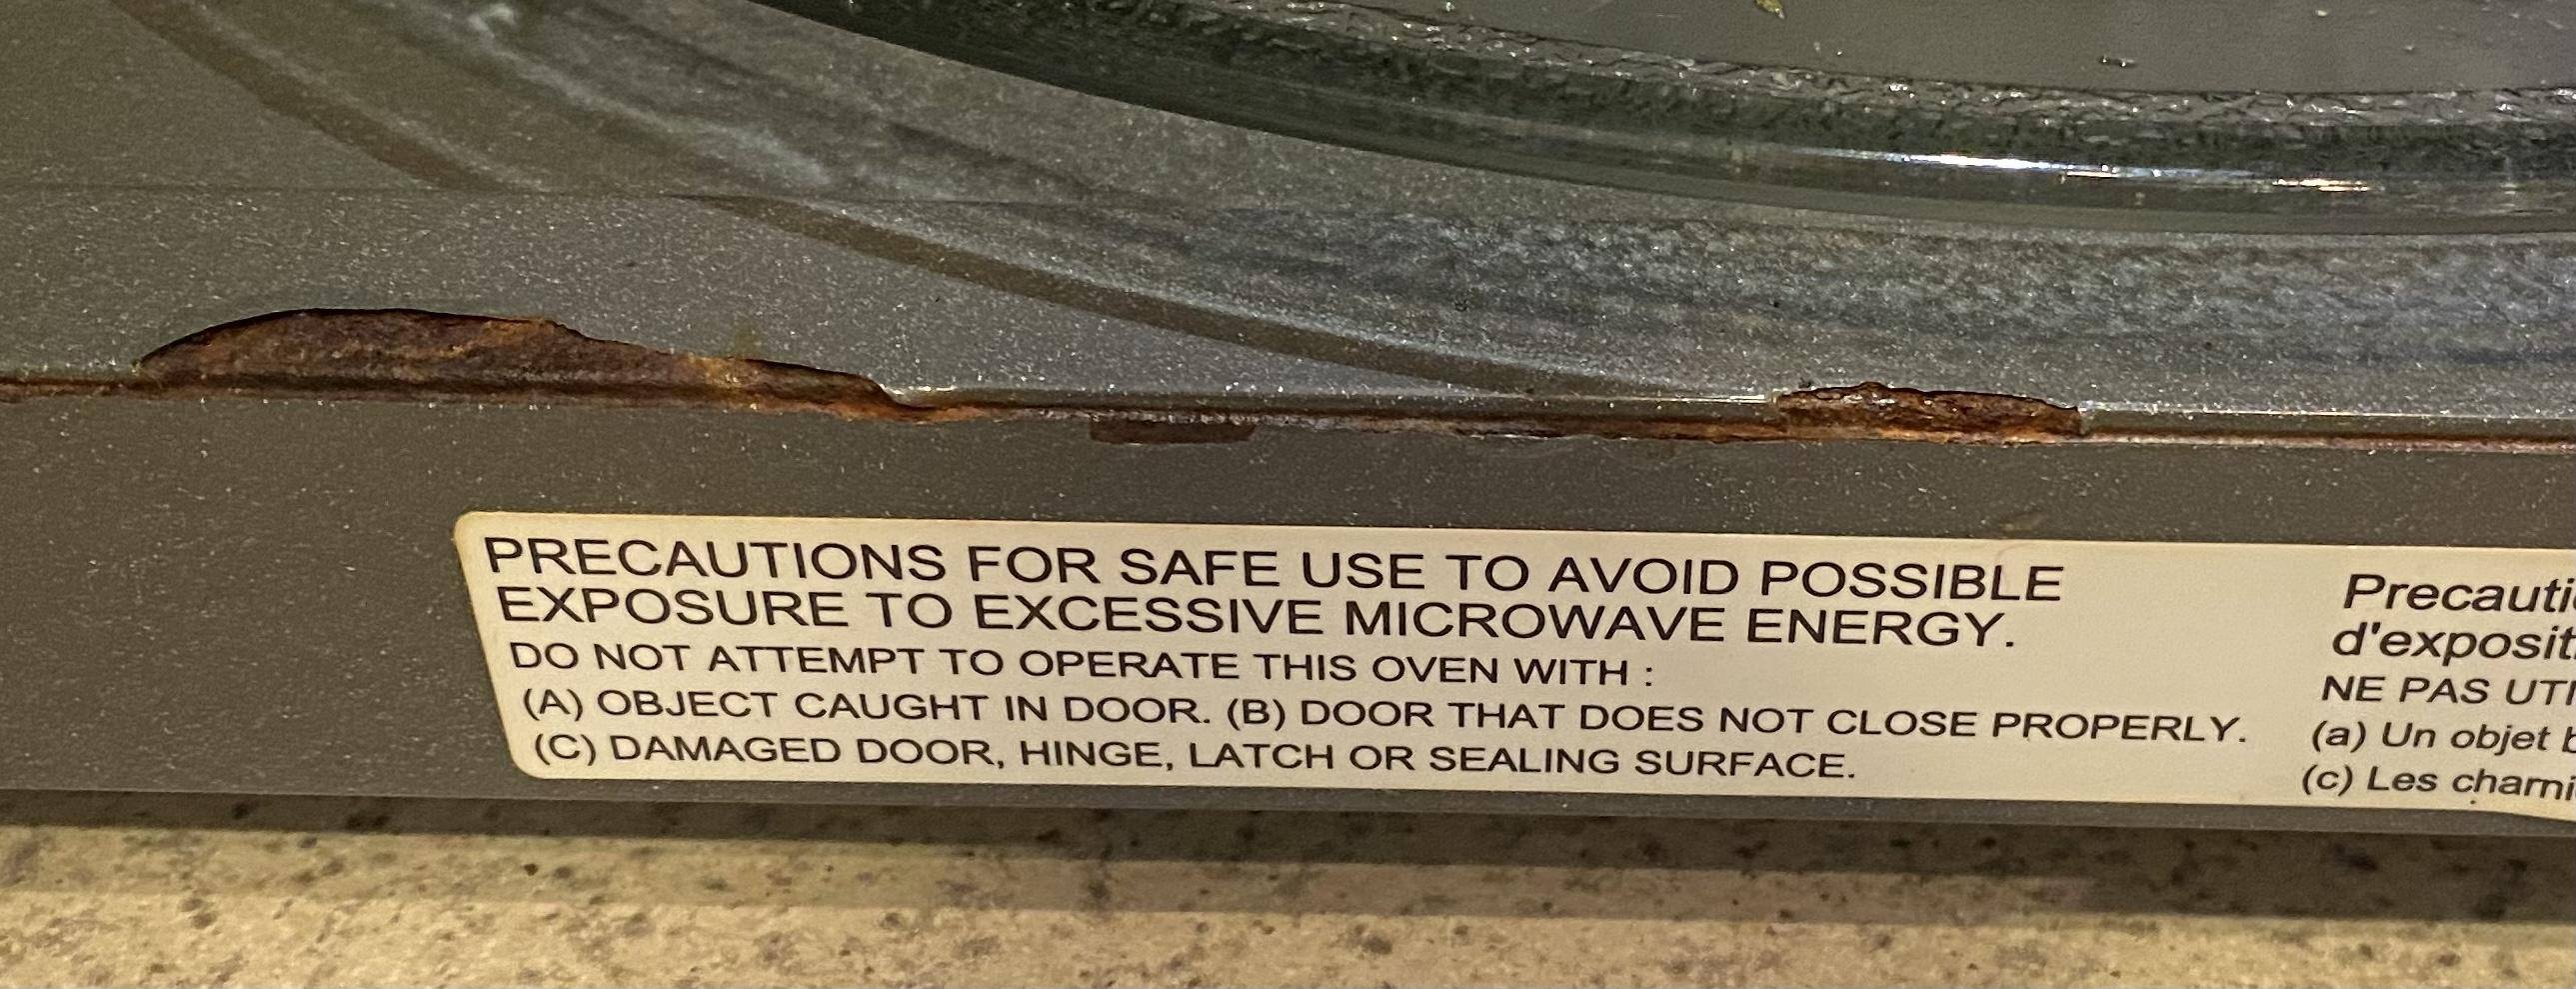 PRECAUTIONS FOR SAFE USE TO AVOID POSSIBLE
EXPOSURE TO EXCESSIVE MICROWAVE ENERGY.
DO NOT ATTEMPT TO OPERATE THIS OVEN WITH :
(A) OBJECT CAUGHT IN DOOR. (B) DOOR THAT DOES NOT CLOSE PROPERLY.
(C) DAMAGED DOOR, HINGE, LATCH OR SEALING SURFACE.
NE PAS
(a) Un objet
(c) Les